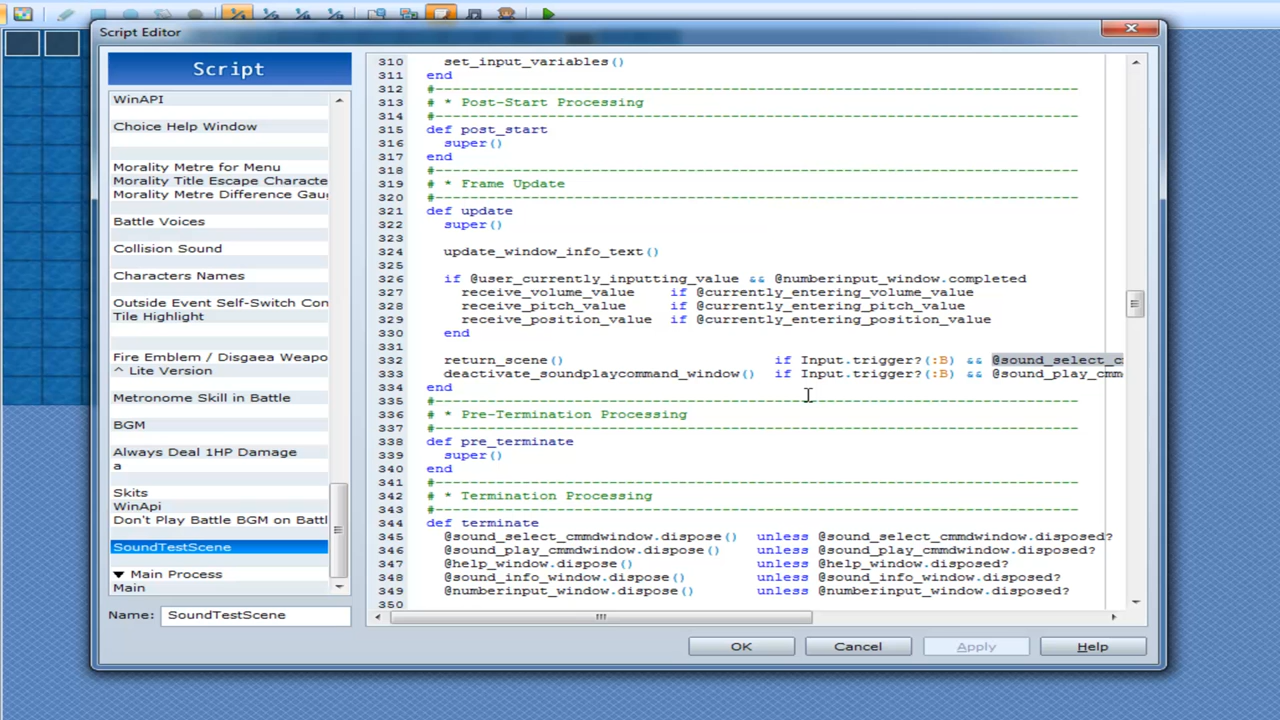 Script Editor
Script
WinAPI
Choice Help Window
Morality Metre for Menu
Morality Title Escape Characte
Morality Metre Difference Gau
Battle Voices
Collision Sound
Characters Names
Outside Event Self-Switch Con
Tile Highlight
Fire Emblem / Disgaea Weapo
^ Lite Version
Metronome Skill in Battle
BGM
Always Deal 1HP Damage
a
Skits
WinApi
Don't Play Battle BGM on Battl
SoundTestScene
▼ Main Process
Main
Name: SoundTestScene
310 set_input_variables()
311 end
312 #--------------------------------------------------------------------------
313 # * Post-Start Processing
314 #--------------------------------------------------------------------------
315 def post_start
316 super()
317 end
318 #--------------------------------------------------------------------------
319 # * Frame Update
320 #--------------------------------------------------------------------------
321 def update
322 super()
323
324 update_window_info_text()
325
326 if @user_currently_inputting_value && @numberinput_window.completed
327 receive_volume_value if @currently_entering_volume_value
328 receive_pitch_value if @currently_entering_pitch_value
329 receive_position_value if @currently_entering_position_value
330 end
331
332 return_scene() if Input.trigger?(:B) && @sound_select_c
333 deactivate_soundplaycommand_window() if Input.trigger?(:B) && @sound_play_cmm
334 end
335 #--------------------------------------------------------------------------
336 # * Pre-Termination Processing
337 #--------------------------------------------------------------------------
338 def pre_terminate
339 super()
340 end
341 #--------------------------------------------------------------------------
342 # * Termination Processing
343 #--------------------------------------------------------------------------
344 def terminate
345 @sound_select_cmmdwindow.dispose() unless @sound_select_cmmdwindow.disposed?
346 @sound_play_cmmdwindow.dispose() unless @sound_play_cmmdwindow.disposed?
347 @help_window.dispose() unless @help_window.disposed?
348 @sound_info_window.dispose() unless @sound_info_window.disposed?
349 @numberinput_window.dispose() unless @numberinput_window.disposed?
350
OK Cancel Apply Help